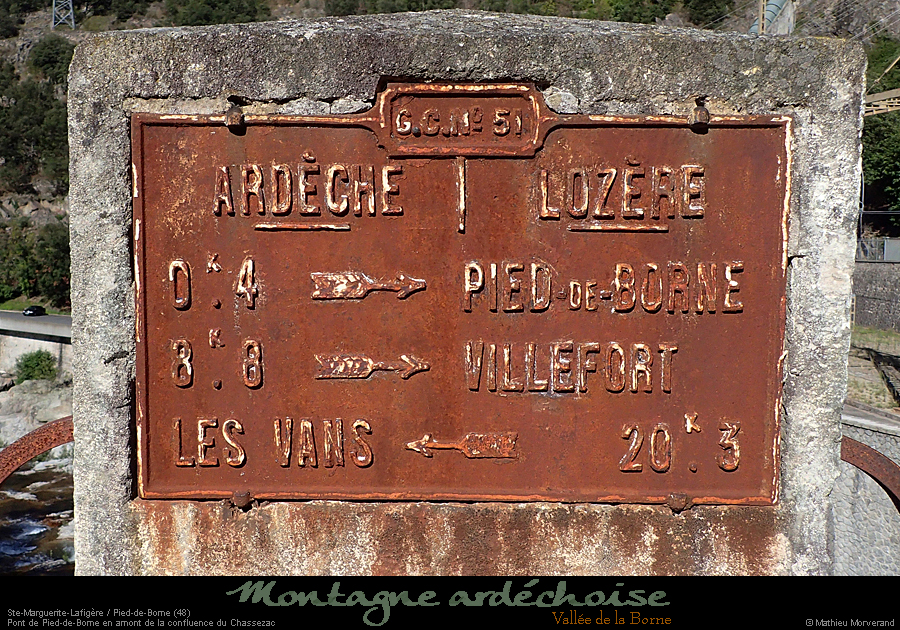 G.C.Nº 51
ARDÈCHE LOZÈRE
0K.4 PIED-DE-BORNE
8K.8 VILLEFORT
LES VANS 20K.3
Montagne ardéchoise
Vallée de la Borne
Ste-Marguerite-Lafigère / Pied-de-Borne (48)
Pont de Pied-de-Borne en amont de la confluence du Chassezac
© Mathieu Morverand